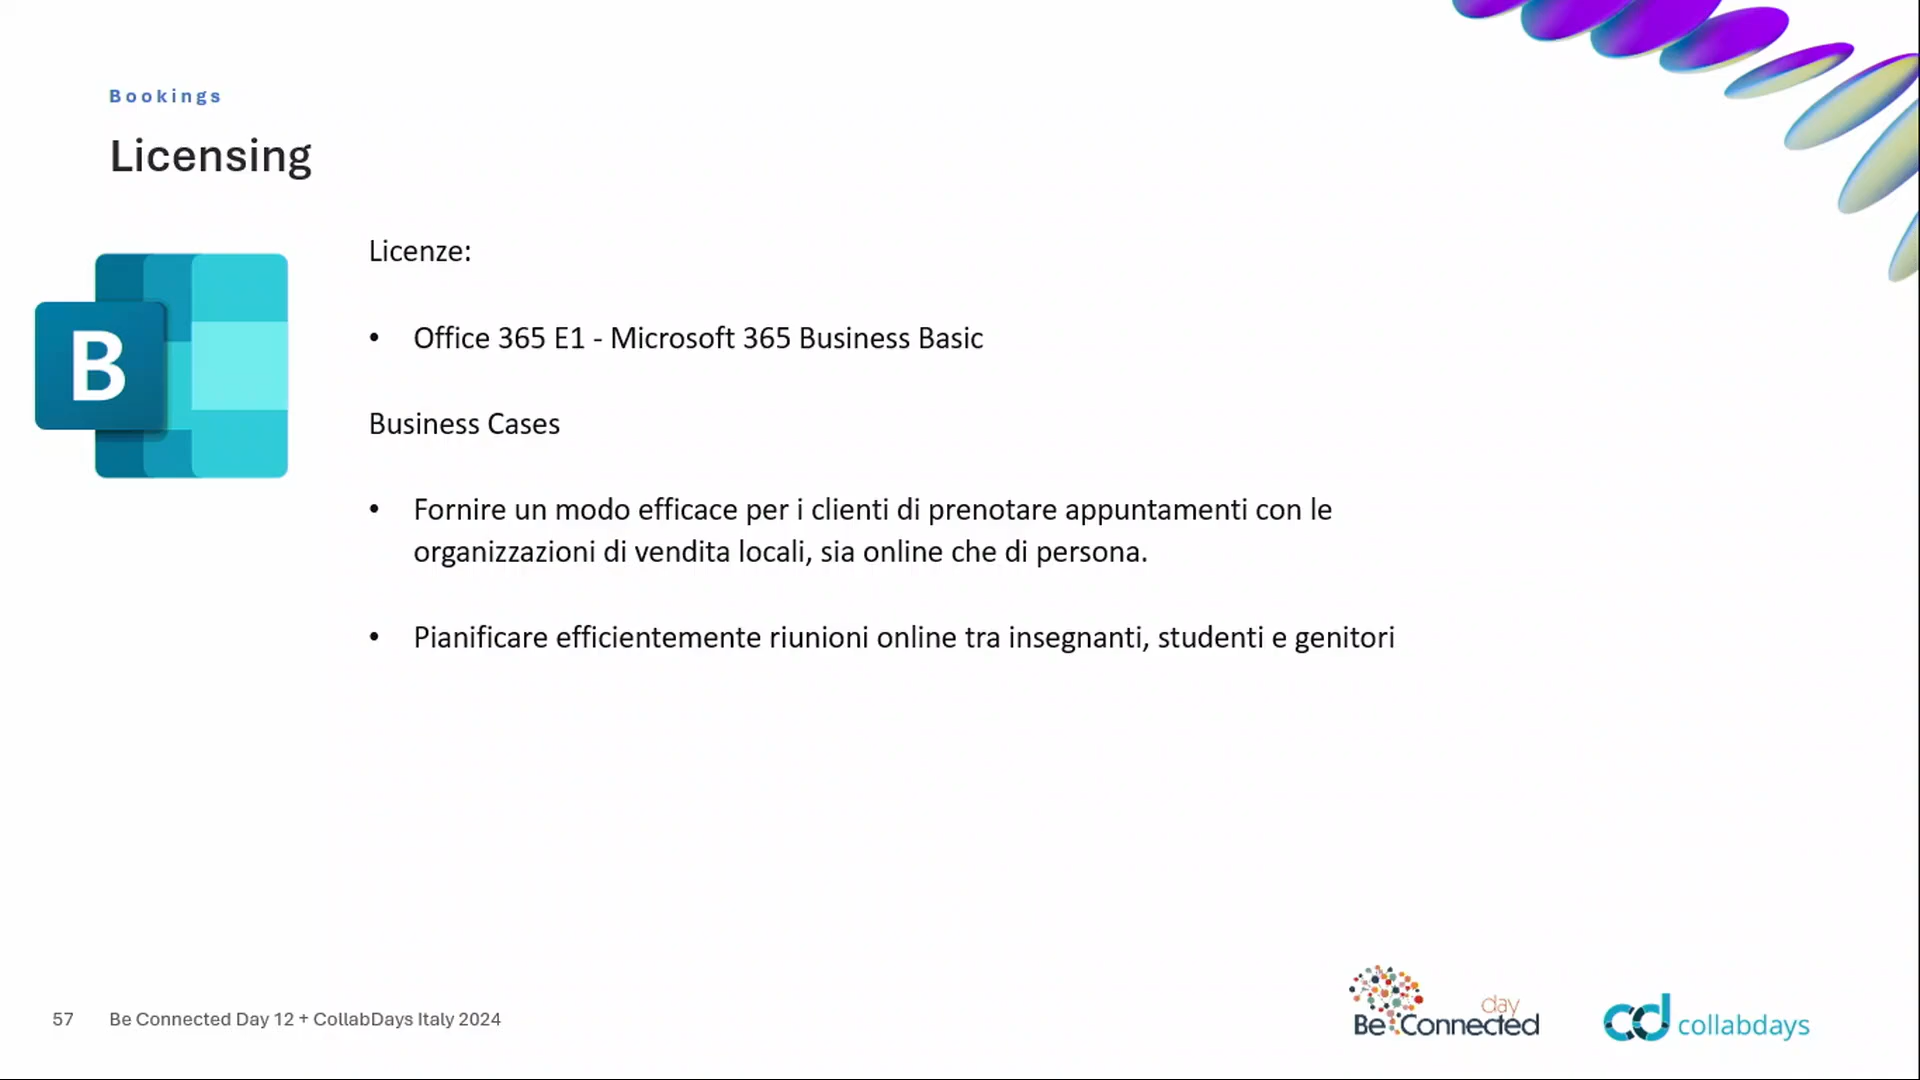 Bookings
Licensing
B
Licenze:
• Office 365 E1 - Microsoft 365 Business Basic
Business Cases
• Fornire un modo efficace per i clienti di prenotare appuntamenti con le
organizzazioni di vendita locali, sia online che di persona.
• Pianificare efficientemente riunioni online tra insegnanti, studenti e genitori
57 Be Connected Day 12 + CollabDays Italy 2024
day
Be Connected
cd collabdays